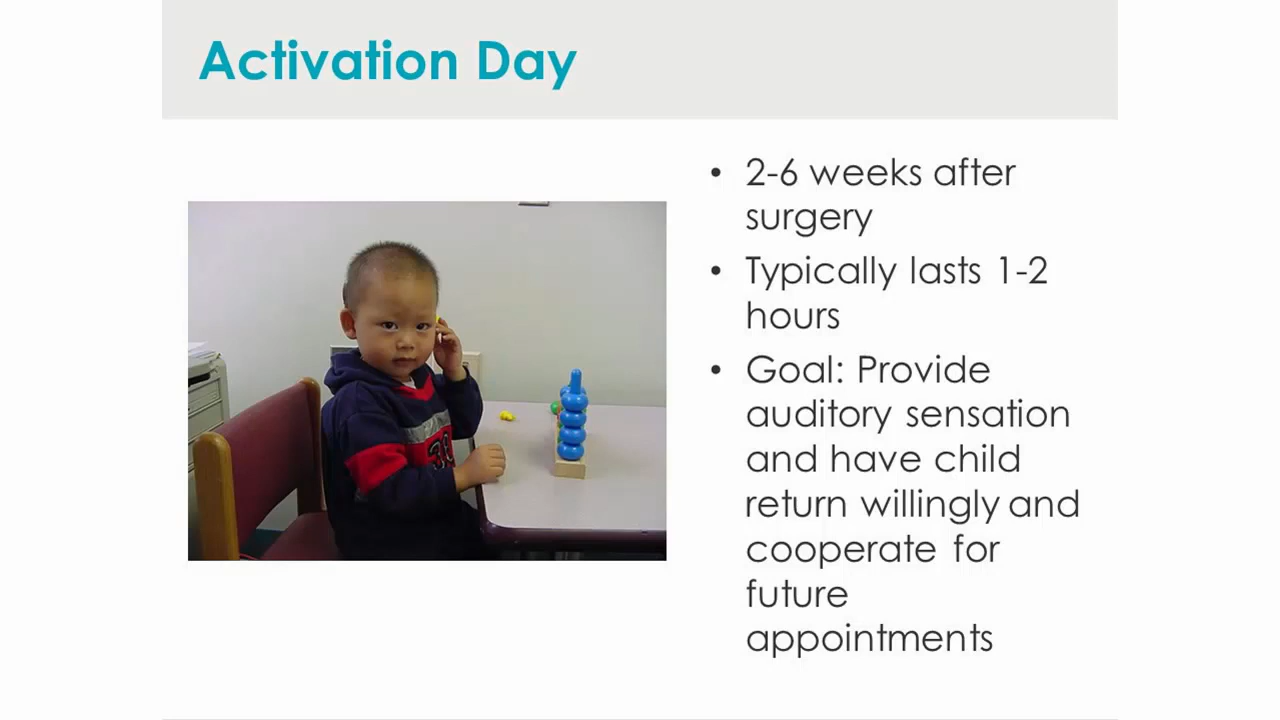 Activation Day
• 2-6 weeks after
surgery
• Typically lasts 1-2
hours
• Goal: Provide
auditory sensation
and have child
return willingly and
cooperate for
future
appointments